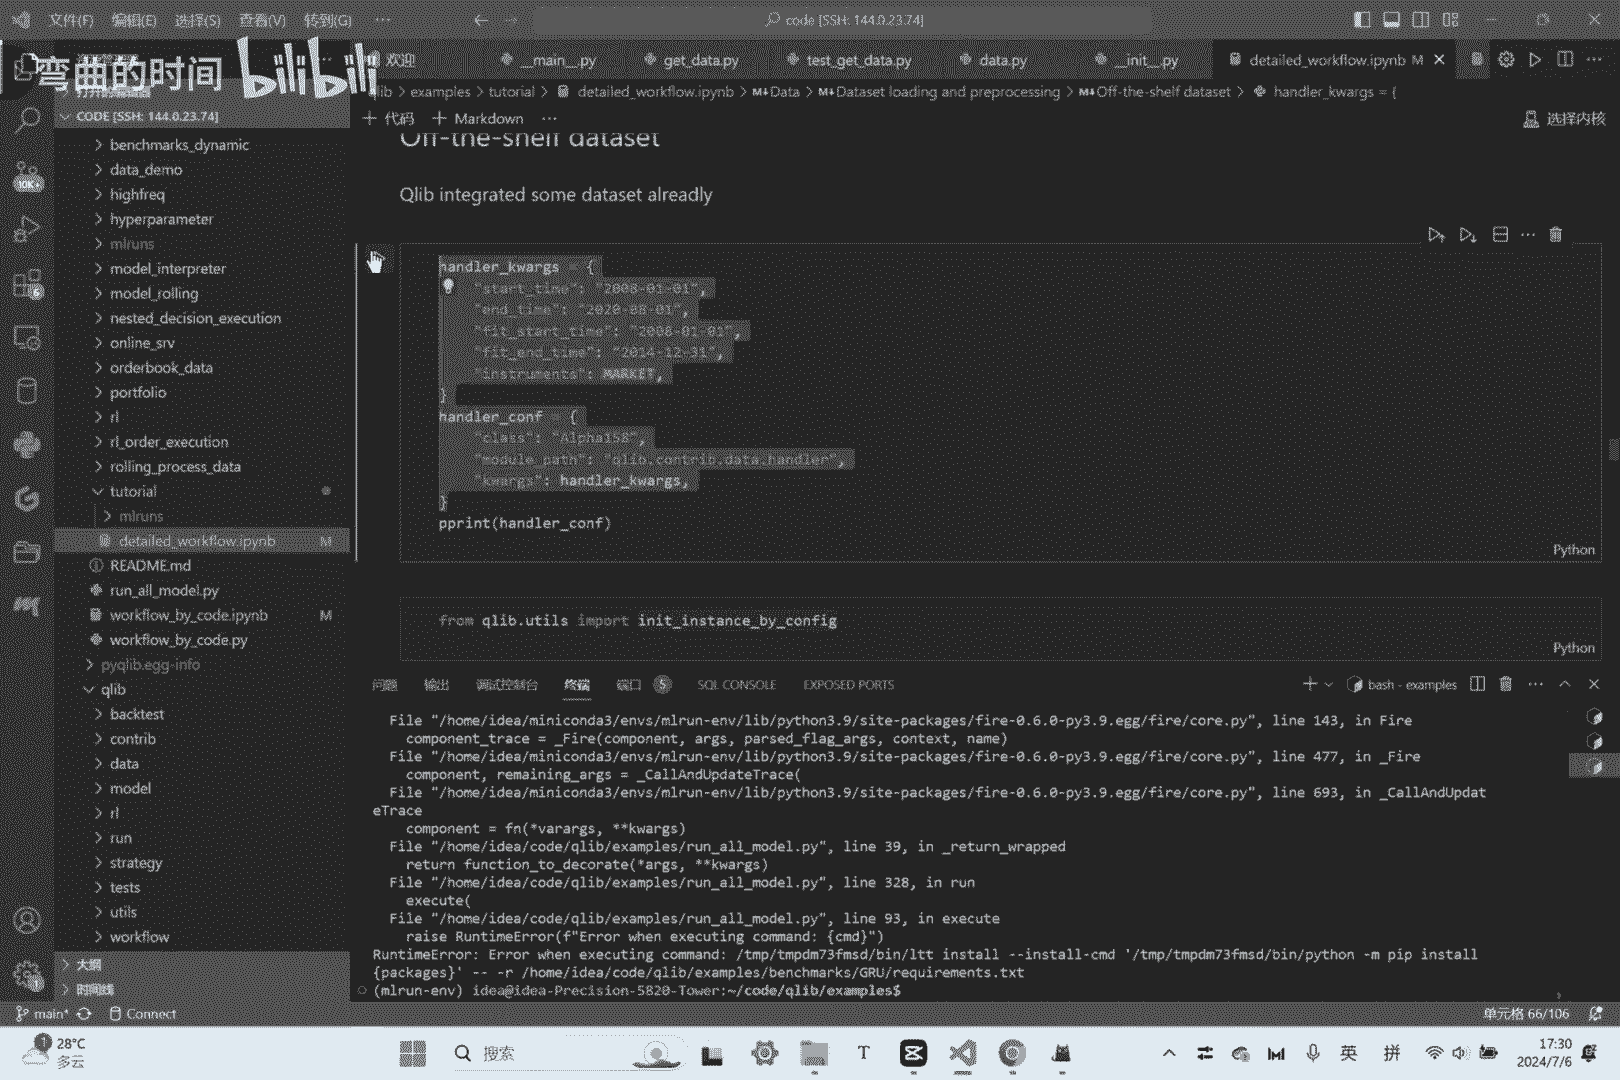 文件(F) 编辑(E) 选择(S) 查看(V) 转到(G) ··· code [SSH: 144.0.23.74]
弯曲的时间 bilibili
欢迎 __main__.py get_data.py test_get_data.py data.py __init__.py detailed_workflow.ipynb M
examples > tutorial > detailed_workflow.ipynb > M↓Data > M↓Dataset loading and preprocessing > M↓Off-the-shelf dataset > handler_kwargs = {
CODE [SSH: 144.0.23.74]
+ 代码 + Markdown ··· 选择内核
10K+
6
1
benchmarks_dynamic
data_demo
highfreq
hyperparameter
mlruns
model_interpreter
model_rolling
nested_decision_execution
online_srv
orderbook_data
portfolio
rl
rl_order_execution
rolling_process_data
tutorial
mlruns
detailed_workflow.ipynb M
README.md
run_all_model.py
workflow_by_code.ipynb M
workflow_by_code.py
pyqlib.egg-info
qlib
backtest
contrib
data
model
rl
run
strategy
tests
utils
workflow
大纲
时间线
Off-the-shelf dataset
Qlib integrated some dataset alreadly
handler_kwargs = {
"start_time": "2008-01-01",
"end_time": "2020-08-01",
"fit_start_time": "2008-01-01",
"fit_end_time": "2014-12-31",
"instruments": MARKET,
}
handler_conf = {
"class": "Alpha158",
"module_path": "qlib.contrib.data.handler",
"kwargs": handler_kwargs,
}
pprint(handler_conf)
Python
from qlib.utils import init_instance_by_config
Python
问题 输出 调试控制台 终端 端口 5 SQL CONSOLE EXPOSED PORTS bash - examples
File "/home/idea/miniconda3/envs/mlrun-env/lib/python3.9/site-packages/fire-0.6.0-py3.9.egg/fire/core.py", line 143, in Fire
component_trace = _Fire(component, args, parsed_flag_args, context, name)
File "/home/idea/miniconda3/envs/mlrun-env/lib/python3.9/site-packages/fire-0.6.0-py3.9.egg/fire/core.py", line 477, in _Fire
component, remaining_args = _CallAndUpdateTrace(
File "/home/idea/miniconda3/envs/mlrun-env/lib/python3.9/site-packages/fire-0.6.0-py3.9.egg/fire/core.py", line 693, in _CallAndUpdat
eTrace
component = fn(*varargs, **kwargs)
File "/home/idea/code/qlib/examples/run_all_model.py", line 39, in _return_wrapped
return function_to_decorate(*args, **kwargs)
File "/home/idea/code/qlib/examples/run_all_model.py", line 328, in run
execute(
File "/home/idea/code/qlib/examples/run_all_model.py", line 93, in execute
raise RuntimeError(f"Error when executing command: {cmd}")
RuntimeError: Error when executing command: /tmp/tmpdm73fmsd/bin/ltt install --install-cmd '/tmp/tmpdm73fmsd/bin/python -m pip install
{packages}' -- -r /home/idea/code/qlib/examples/benchmarks/GRU/requirements.txt
(mlrun-env) idea@idea-Precision-5820-Tower:~/code/qlib/examples$
main* Connect 单元格 66/106
1 28°C
多云
搜索
T
英 拼
17:30
2024/7/6